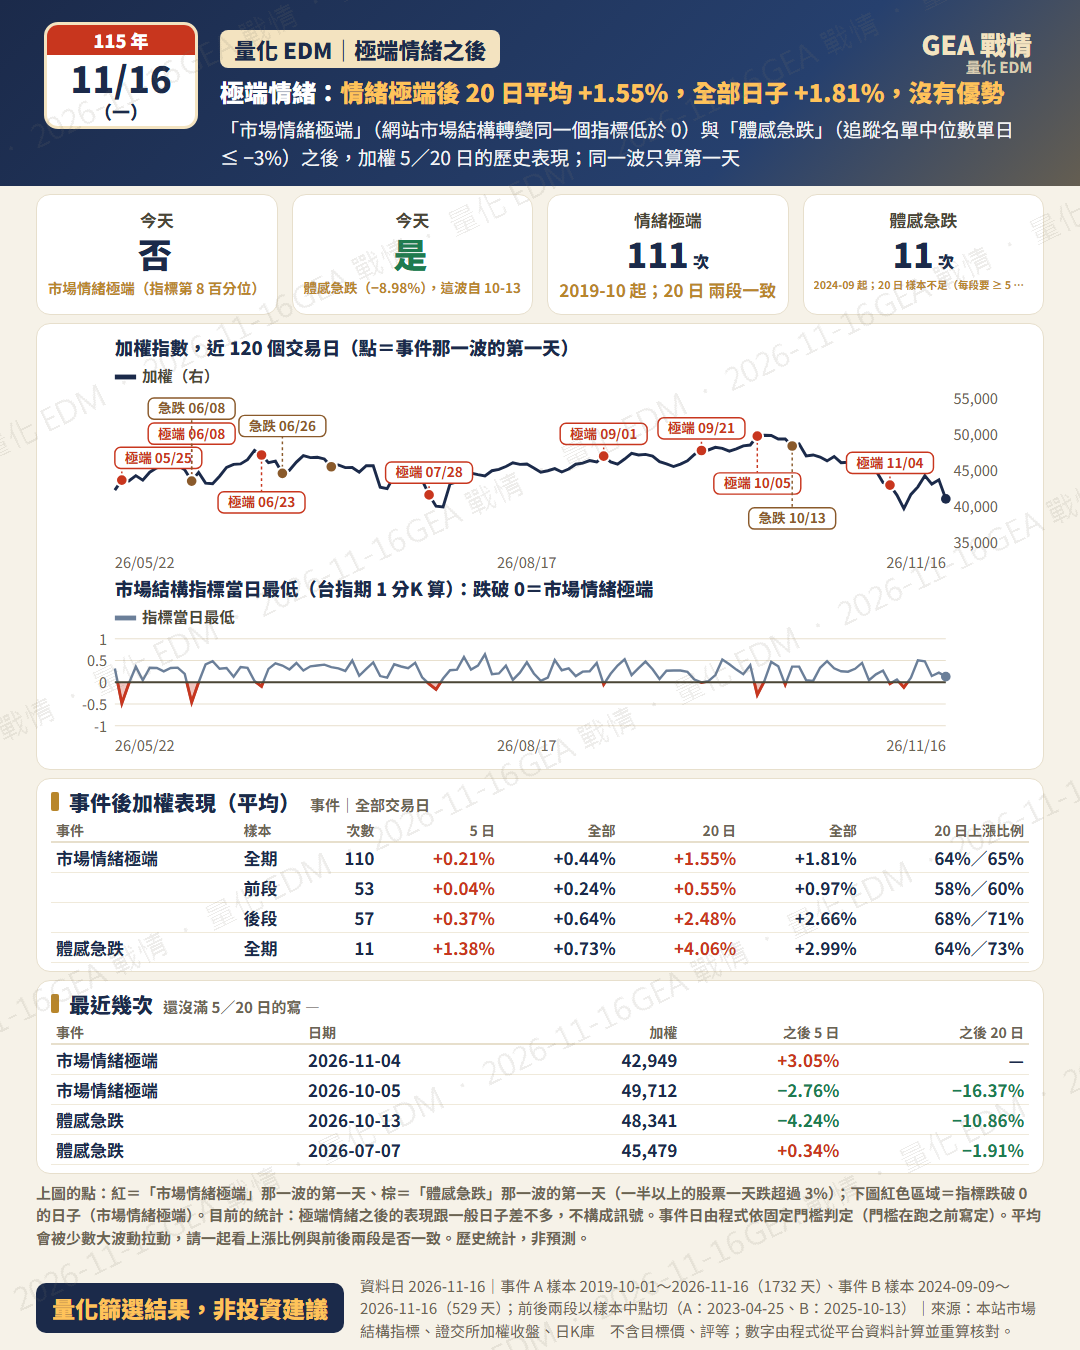 115 年
11/16
（一）
量化 EDM｜極端情緒之後
GEA 戰情
量化 EDM
極端情緒：情緒極端後 20 日平均 +1.55%，全部日子 +1.81%，沒有優勢
「市場情緒極端」（網站市場結構轉變同一個指標低於 0）與「體感急跌」（追蹤名單中位數單日
≤ −3%）之後，加權 5／20 日的歷史表現；同一波只算第一天
今天
否
市場情緒極端（指標第 8 百分位）
今天
是
體感急跌（−8.98%），這波自 10-13
情緒極端
111 次
2019-10 起；20 日 兩段一致
體感急跌
11 次
2024-09 起；20 日 樣本不足（每段要 ≥ 5 …
加權指數，近 120 個交易日（點＝事件那一波的第一天）
加權（右）
急跌 06/08
極端 06/08
極端 05/25
急跌 06/26
極端 06/23
極端 07/28
極端 09/01
極端 09/21
極端 10/05
急跌 10/13
極端 11/04
55,000
50,000
45,000
40,000
35,000
26/05/22 26/08/17 26/11/16
市場結構指標當日最低（台指期 1 分K 算）：跌破 0＝市場情緒極端
指標當日最低
1
0.5
0
-0.5
-1
26/05/22 26/08/17 26/11/16
事件後加權表現（平均） 事件｜全部交易日
事件 樣本 次數 5 日 全部 20 日 全部 20 日上漲比例
市場情緒極端 全期 110 +0.21% +0.44% +1.55% +1.81% 64%／65%
前段 53 +0.04% +0.24% +0.55% +0.97% 58%／60%
後段 57 +0.37% +0.64% +2.48% +2.66% 68%／71%
體感急跌 全期 11 +1.38% +0.73% +4.06% +2.99% 64%／73%
最近幾次 還沒滿 5／20 日的寫 —
事件 日期 加權 之後 5 日 之後 20 日
市場情緒極端 2026-11-04 42,949 +3.05% —
市場情緒極端 2026-10-05 49,712 −2.76% −16.37%
體感急跌 2026-10-13 48,341 −4.24% −10.86%
體感急跌 2026-07-07 45,479 +0.34% −1.91%
上圖的點：紅＝「市場情緒極端」那一波的第一天、棕＝「體感急跌」那一波的第一天（一半以上的股票一天跌超過 3%）；下圖紅色區域＝指標跌破 0
的日子（市場情緒極端）。目前的統計：極端情緒之後的表現跟一般日子差不多，不構成訊號。事件日由程式依固定門檻判定（門檻在跑之前寫定）。平均
會被少數大波動拉動，請一起看上漲比例與前後兩段是否一致。歷史統計，非預測。
量化篩選結果，非投資建議
資料日 2026-11-16｜事件 A 樣本 2019-10-01～2026-11-16（1732 天）、事件 B 樣本 2024-09-09～
2026-11-16（529 天）；前後兩段以樣本中點切（A：2023-04-25、B：2025-10-13）｜來源：本站市場
結構指標、證交所加權收盤、日K庫　不含目標價、評等；數字由程式從平台資料計算並重算核對。